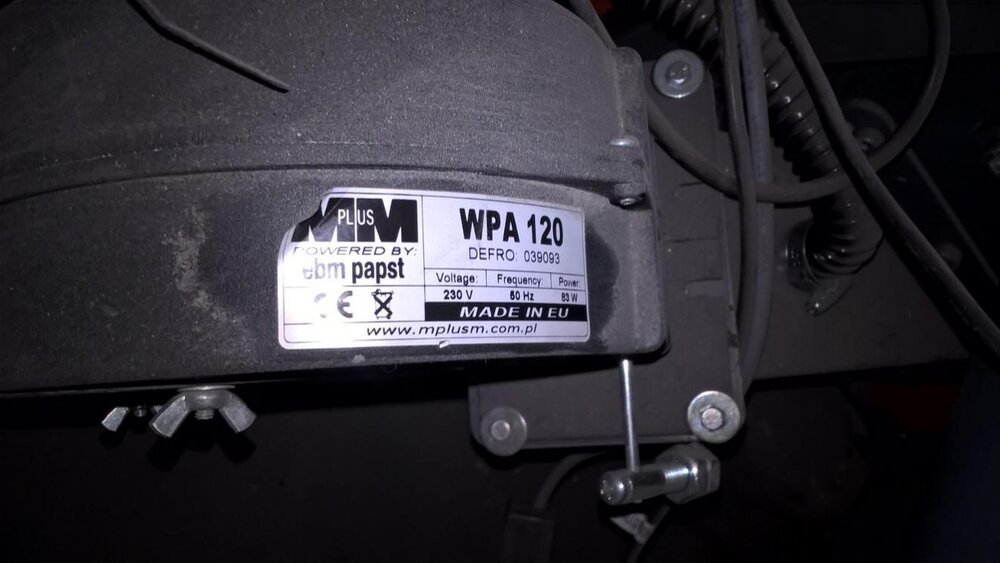 M PLUS M
POWERED BY:
ebm papst
CE
WPA 120
DEFRO: 039093
Voltage: Frequency: Power:
230 V 50 Hz 83 W
MADE IN EU
www.mplusm.com.pl